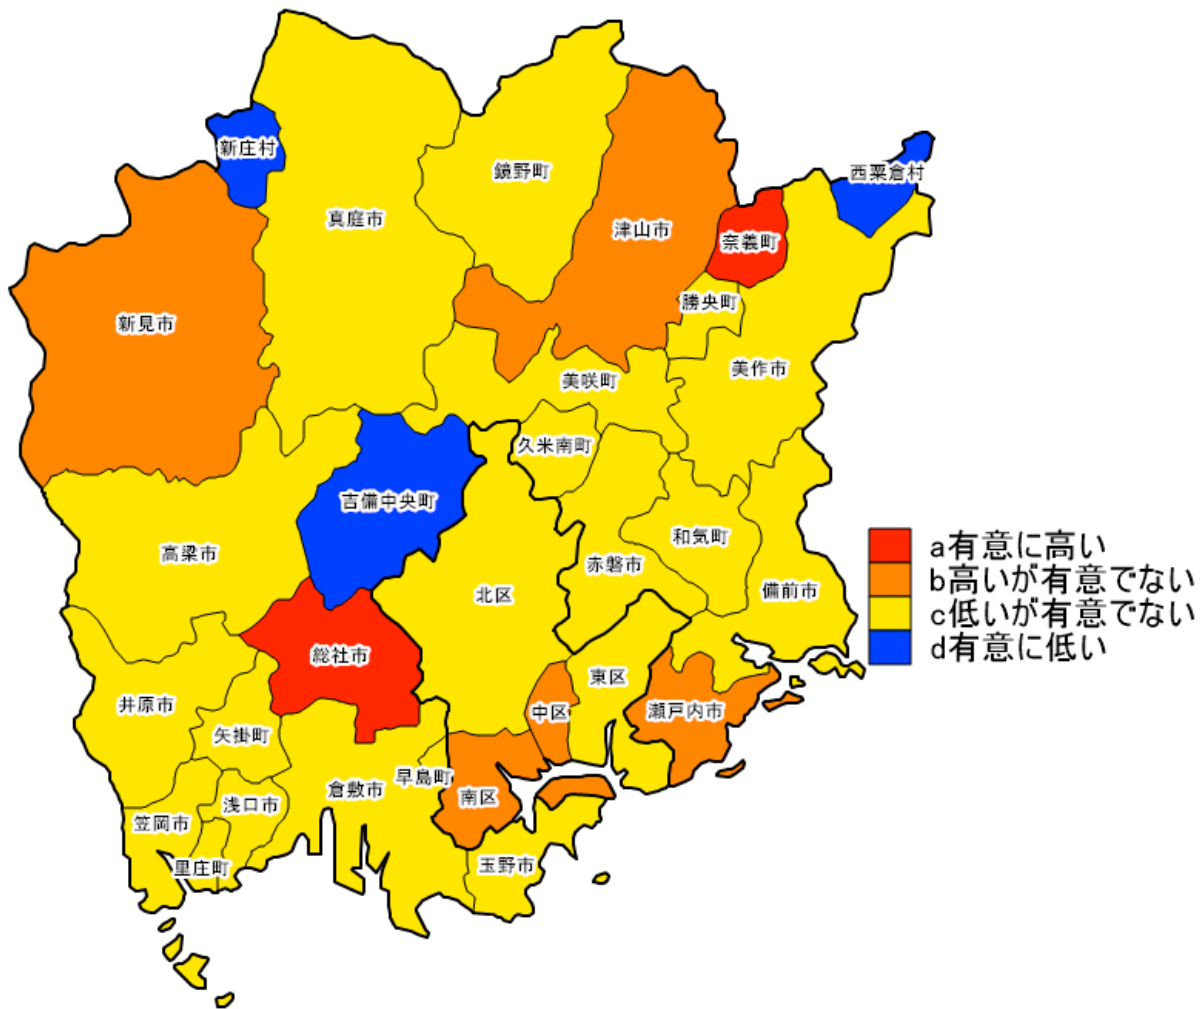 新庄村
西粟倉村
鏡野町
真庭市
津山市
奈義町
勝央町
新見市
美作市
美咲町
久米南町
吉備中央町
和気町
高梁市
赤磐市
備前市
北区
a有意に高い
b高いが有意でない
c低いが有意でない
d有意に低い
総社市
東区
井原市
中区
瀬戸内市
矢掛町
早島町
倉敷市
南区
浅口市
笠岡市
里庄町
玉野市